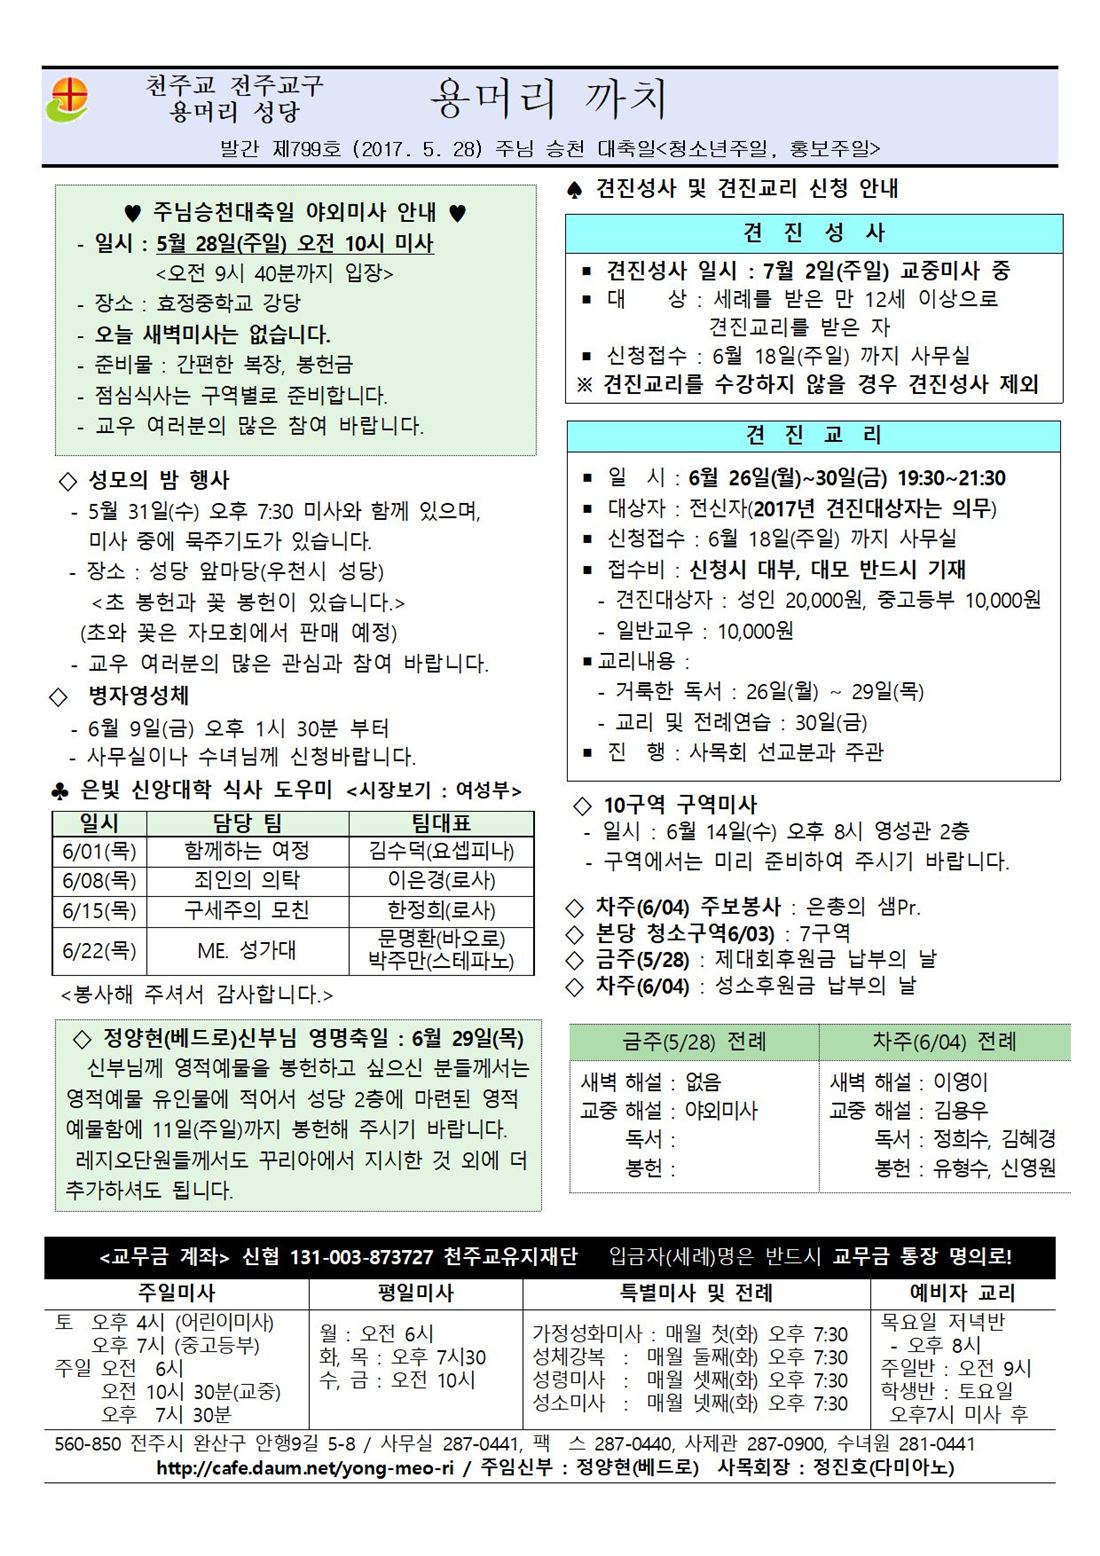 천주교 전주교구
용머리 성당
용머리 까치
발간 제799호 (2017. 5. 28) 주님 승천 대축일<청소년주일, 홍보주일>
♥ 주님승천대축일 야외미사 안내 ♥
- 일시 : 5월 28일(주일) 오전 10시 미사
<오전 9시 40분까지 입장>
- 장소 : 효정중학교 강당
- 오늘 새벽미사는 없습니다.
- 준비물 : 간편한 복장, 봉헌금
- 점심식사는 구역별로 준비합니다.
- 교우 여러분의 많은 참여 바랍니다.
◇ 성모의 밤 행사
- 5월 31일(수) 오후 7:30 미사와 함께 있으며,
미사 중에 묵주기도가 있습니다.
- 장소 : 성당 앞마당(우천시 성당)
<초 봉헌과 꽃 봉헌이 있습니다.>
(초와 꽃은 자모회에서 판매 예정)
- 교우 여러분의 많은 관심과 참여 바랍니다.
◇ 병자영성체
- 6월 9일(금) 오후 1시 30분 부터
- 사무실이나 수녀님께 신청바랍니다.
♣ 은빛 신앙대학 식사 도우미 <시장보기 : 여성부>
일시 담당 팀 팀대표
6/01(목) 함께하는 여정 김수덕(요셉피나)
6/08(목) 죄인의 의탁 이은경(로사)
6/15(목) 구세주의 모친 한정희(로사)
6/22(목) ME. 성가대 문명환(바오로)
박주만(스테파노)
<봉사해 주셔서 감사합니다.>
◇ 정양현(베드로)신부님 영명축일 : 6월 29일(목)
신부님께 영적예물을 봉헌하고 싶으신 분들께서는
영적예물 유인물에 적어서 성당 2층에 마련된 영적
예물함에 11일(주일)까지 봉헌해 주시기 바랍니다.
레지오단원들께서도 꾸리아에서 지시한 것 외에 더
추가하셔도 됩니다.
♠ 견진성사 및 견진교리 신청 안내
견 진 성 사
▪ 견진성사 일시 : 7월 2일(주일) 교중미사 중
▪ 대 상 : 세례를 받은 만 12세 이상으로
견진교리를 받은 자
▪ 신청접수 : 6월 18일(주일) 까지 사무실
※ 견진교리를 수강하지 않을 경우 견진성사 제외
견 진 교 리
▪ 일 시 : 6월 26일(월)~30일(금) 19:30~21:30
▪ 대상자 : 전신자(2017년 견진대상자는 의무)
▪ 신청접수 : 6월 18일(주일) 까지 사무실
▪ 접수비 : 신청시 대부, 대모 반드시 기재
- 견진대상자 : 성인 20,000원, 중고등부 10,000원
- 일반교우 : 10,000원
▪교리내용 :
- 거룩한 독서 : 26일(월) ~ 29일(목)
- 교리 및 전례연습 : 30일(금)
▪ 진 행 : 사목회 선교분과 주관
◇ 10구역 구역미사
- 일시 : 6월 14일(수) 오후 8시 영성관 2층
- 구역에서는 미리 준비하여 주시기 바랍니다.
◇ 차주(6/04) 주보봉사 : 은총의 샘Pr.
◇ 본당 청소구역6/03) : 7구역
◇ 금주(5/28) : 제대회후원금 납부의 날
◇ 차주(6/04) : 성소후원금 납부의 날
금주(5/28) 전례 차주(6/04) 전례
새벽 해설 : 없음 새벽 해설 : 이영이
교중 해설 : 야외미사 교중 해설 : 김용우
독서 : 독서 : 정희수, 김혜경
봉헌 : 봉헌 : 유형수, 신영원
<교무금 계좌> 신협 131-003-873727 천주교유지재단 입금자(세례)명은 반드시 교무금 통장 명의로!
주일미사 평일미사 특별미사 및 전례 예비자 교리
토 오후 4시 (어린이미사)
오후 7시 (중고등부)
주일 오전 6시
오전 10시 30분(교중)
오후 7시 30분
월 : 오전 6시
화, 목 : 오후 7시30
수, 금 : 오전 10시
가정성화미사 : 매월 첫(화) 오후 7:30
성체강복 : 매월 둘째(화) 오후 7:30
성령미사 : 매월 셋째(화) 오후 7:30
성소미사 : 매월 넷째(화) 오후 7:30
목요일 저녁반
- 오후 8시
주일반 : 오전 9시
학생반 : 토요일
오후7시 미사 후
560-850 전주시 완산구 안행9길 5-8 / 사무실 287-0441, 팩 스 287-0440, 사제관 287-0900, 수녀원 281-0441
http://cafe.daum.net/yong-meo-ri / 주임신부 : 정양현(베드로) 사목회장 : 정진호(다미아노)